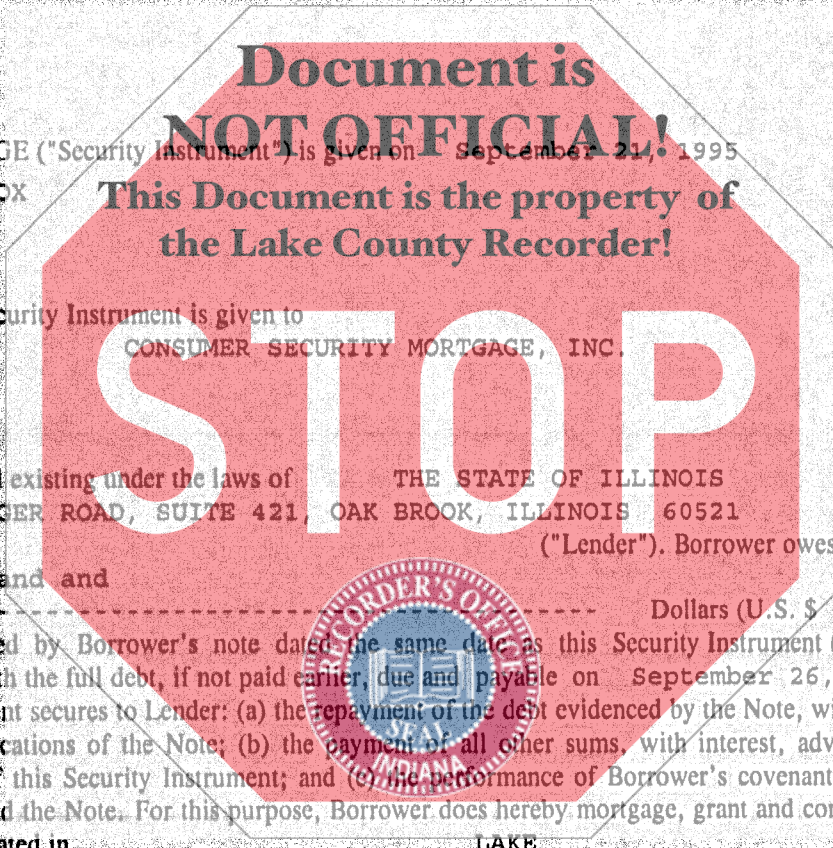 Document is
NOT OFFICIAL!
GE ("Security Instrument") is given on September 21, 1995
OX
This Document is the property of
the Lake County Recorder!
curity Instrument is given to
CONSUMER SECURITY MORTGAGE, INC.
STOP
existing under the laws of THE STATE OF ILLINOIS
GER ROAD, SUITE 421, OAK BROOK, ILLINOIS 60521
("Lender"). Borrower owes
and and
Dollars (U.S. $
ed by Borrower's note dated the same date as this Security Instrument (
h the full debt, if not paid earlier, due and payable on September 26,
nt secures to Lender: (a) the repayment of the debt evidenced by the Note, wi
cations of the Note; (b) the payment of all other sums, with interest, adv
this Security Instrument; and (c) the performance of Borrower's covenant
d the Note. For this purpose, Borrower does hereby mortgage, grant and con
ated in LAKE
RECORDER'S OFFICE
SEAL
INDIANA